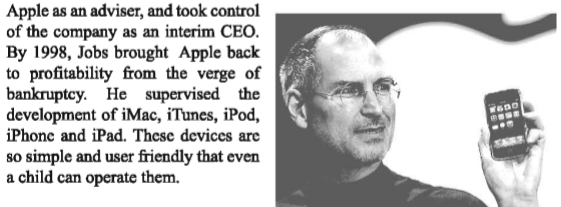 Apple as an adviser, and took control
of the company as an interim CEO.
By 1998, Jobs brought Apple back
to profitability from the verge of
bankruptcy. He supervised the
development of iMac, iTunes, iPod,
iPhone and iPad. These devices are
so simple and user friendly that even
a child can operate them.